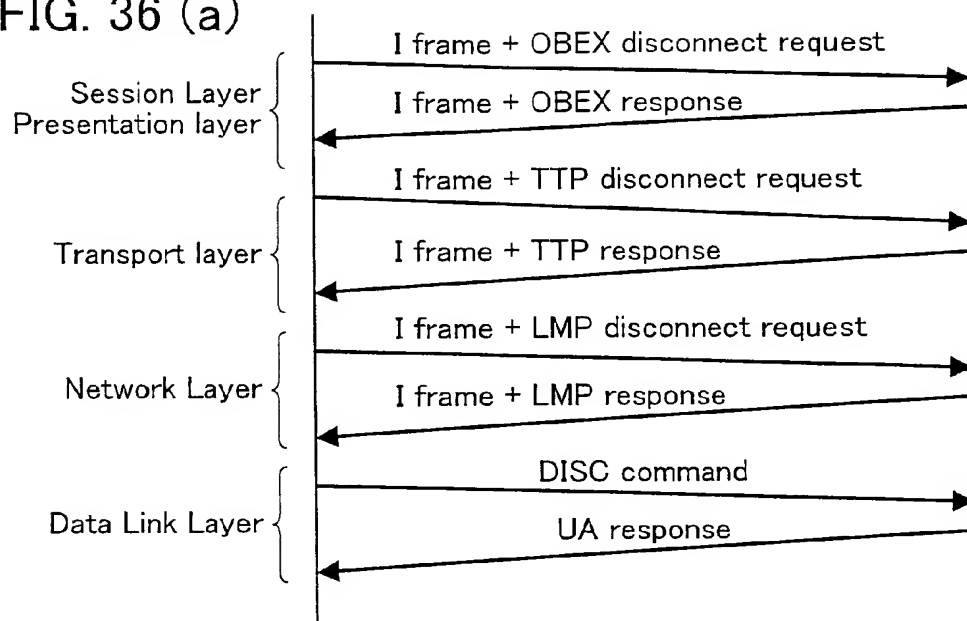 FIG. 36 (a)
I frame + OBEX disconnect request
Session Layer
Presentation layer
I frame + OBEX response
I frame + TTP disconnect request
Transport layer
I frame + TTP response
I frame + LMP disconnect request
Network Layer
I frame + LMP response
DISC command
Data Link Layer
UA response